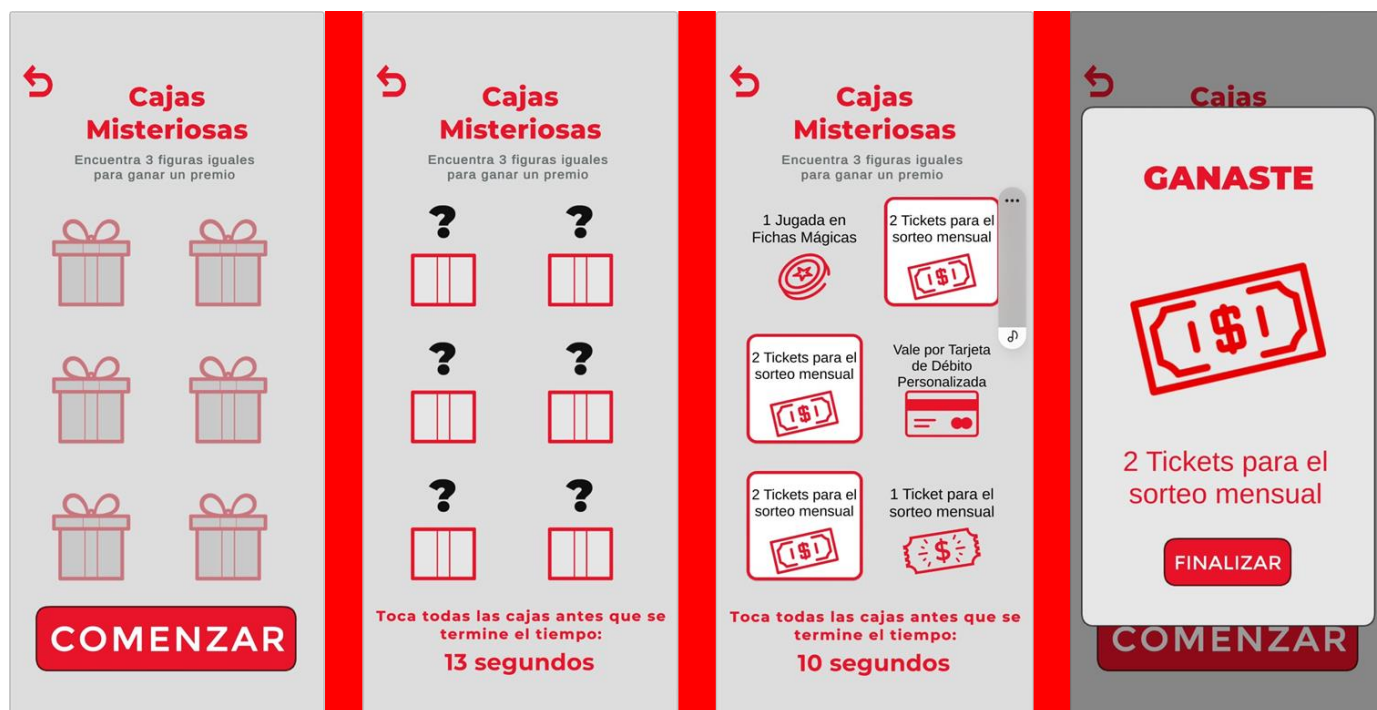 Cajas
Misteriosas
Encuentra 3 figuras iguales
para ganar un premio
COMENZAR
Cajas
Misteriosas
Encuentra 3 figuras iguales
para ganar un premio
?
?
?
?
?
?
Toca todas las cajas antes que se
termine el tiempo:
13 segundos
Cajas
Misteriosas
Encuentra 3 figuras iguales
para ganar un premio
1 Jugada en
Fichas Mágicas
2 Tickets para el
sorteo mensual
$
2 Tickets para el
sorteo mensual
$
Vale por Tarjeta
de Débito
Personalizada
2 Tickets para el
sorteo mensual
$
1 Ticket para el
sorteo mensual
$
Toca todas las cajas antes que se
termine el tiempo:
10 segundos
Cajas
GANASTE
$
2 Tickets para el
sorteo mensual
FINALIZAR
COMENZAR